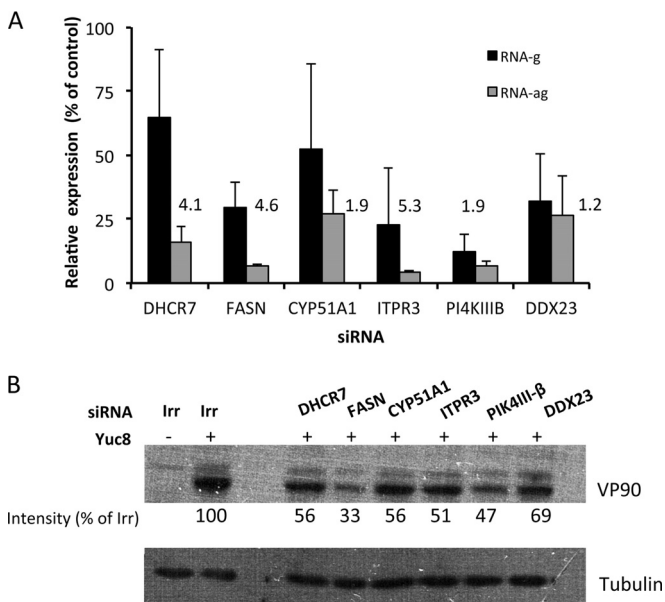 A
Relative expression (% of control)
100
75
50
25
0
RNA-g
RNA-ag
4.1
4.6
1.9
5.3
1.9
1.2
DHCR7 FASN CYP51A1 ITPR3 PI4KIIIB DDX23
siRNA
B
siRNA Irr Irr DHCR7 FASN CYP51A1 ITPR3 PIK4III-β DDX23
Yuc8 - + + + + + + +
VP90
Intensity (% of Irr) 100 56 33 56 51 47 69
Tubulin